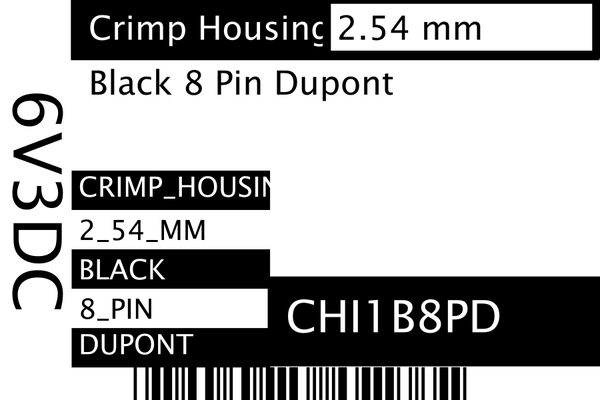 Crimp Housing 2.54 mm
Black 8 Pin Dupont
6V3DC
CRIMP_HOUSIN
2_54_MM
BLACK
8_PIN
DUPONT
CHI1B8PD